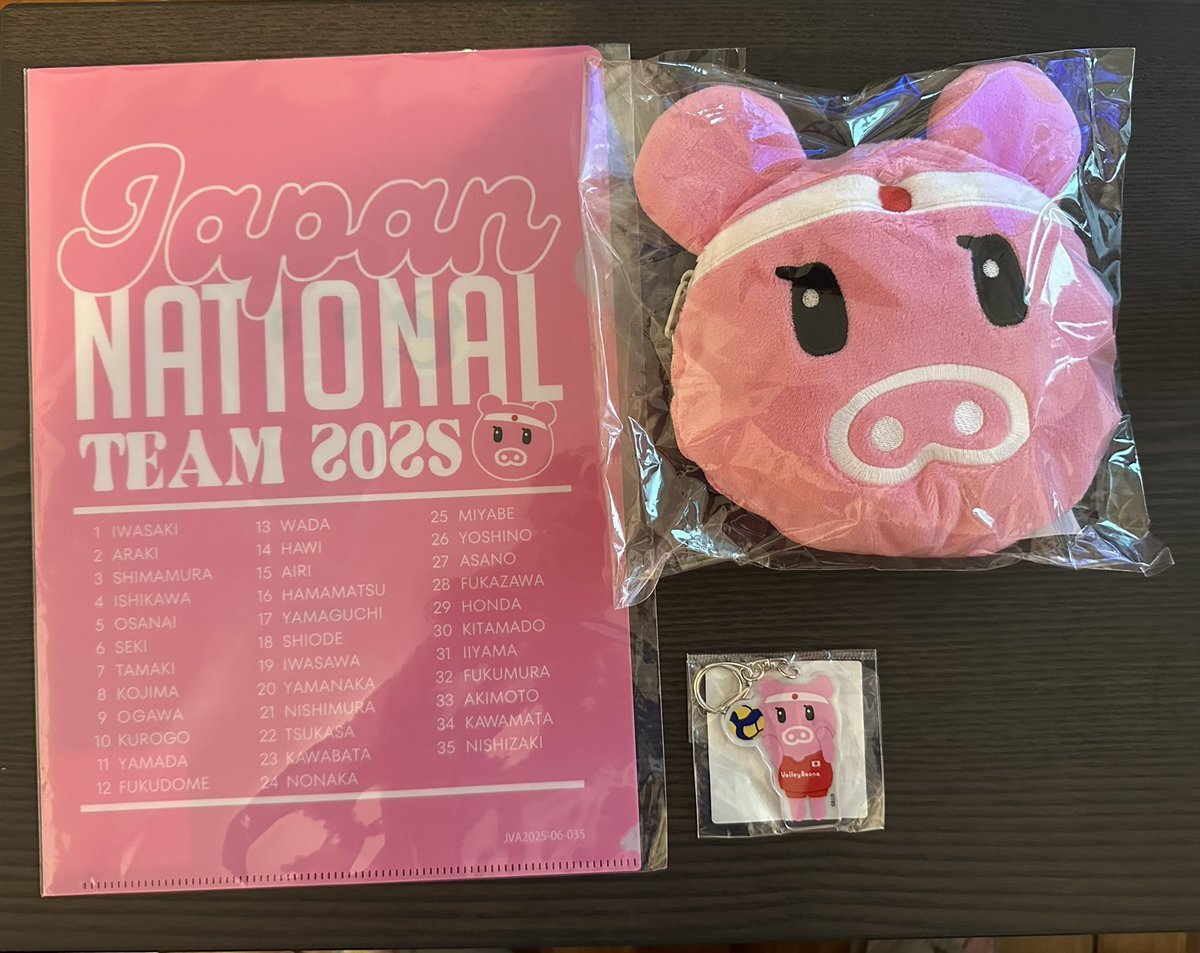 Japan
NATIONAL
TEAM 2025
1 IWASAKI
2 ARAKI
3 SHIMAMURA
4 ISHIKAWA
5 OSANAI
6 SEKI
7 TAMAKI
8 KOJIMA
9 OGAWA
10 KUROGO
11 YAMADA
12 FUKUDOME
13 WADA
14 HAWI
15 AIRI
16 HAMAMATSU
17 YAMAGUCHI
18 SHIODE
19 IWASAWA
20 YAMANAKA
21 NISHIMURA
22 TSUKASA
23 KAWABATA
24 NONAKA
25 MIYABE
26 YOSHINO
27 ASANO
28 FUKAZAWA
29 HONDA
30 KITAMADO
31 IIYAMA
32 FUKUMURA
33 AKIMOTO
34 KAWAMATA
35 NISHIZAKI
JVA2025-06-035
VolleyBoono
©TBS